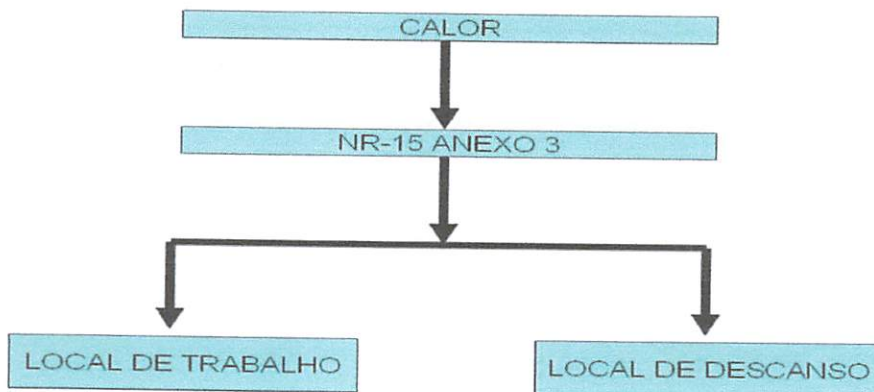 CALOR
NR-15 ANEXO 3
LOCAL DE TRABALHO
LOCAL DE DESCANSO